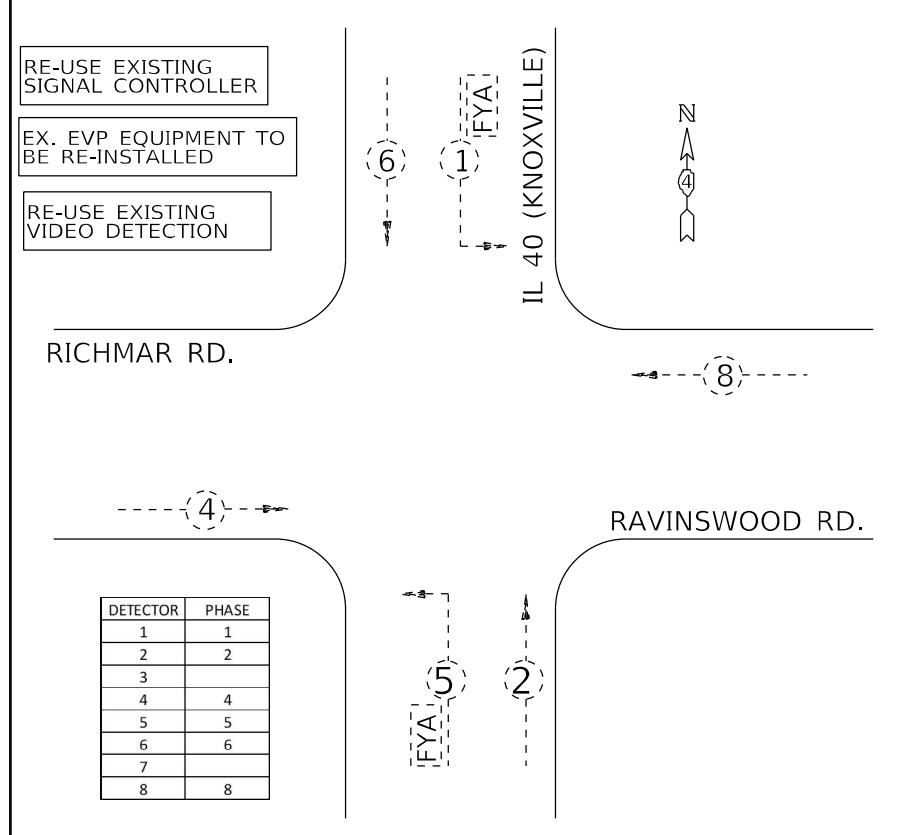 RE-USE EXISTING
SIGNAL CONTROLLER
EX. EVP EQUIPMENT TO
BE RE-INSTALLED
RE-USE EXISTING
VIDEO DETECTION
6
1
FYA
IL 40 (KNOXVILLE)
N
4
RICHMAR RD.
8
4
RAVINSWOOD RD.
5
2
FYA
DETECTOR PHASE
1 1
2 2
3
4 4
5 5
6 6
7
8 8